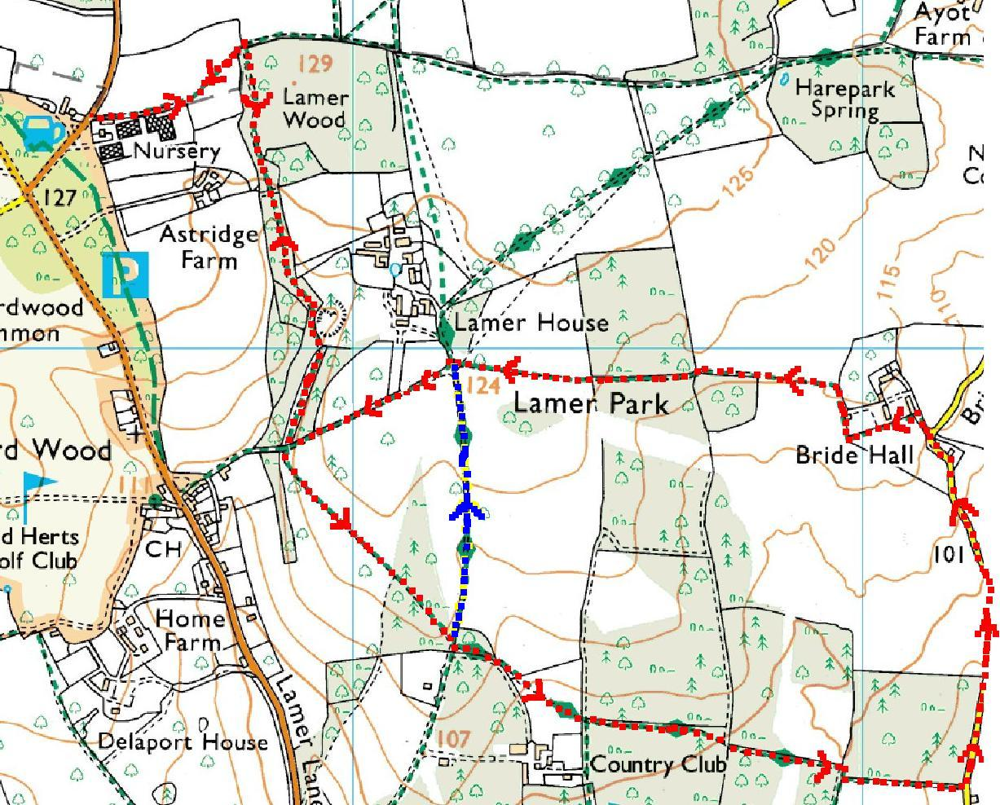 Ayot
Farm
129
Lamer
Wood
Harepark
Spring
Nursery
N
C
127
125
Astridge
Farm
120
115
110
P
rdwood
mmon
Lamer House
124
Lamer Park
Bri
rd Wood
Bride Hall
d Herts
olf Club
CH
101
Home
Farm
Lamer Lane
107
Delaport House
Country Club